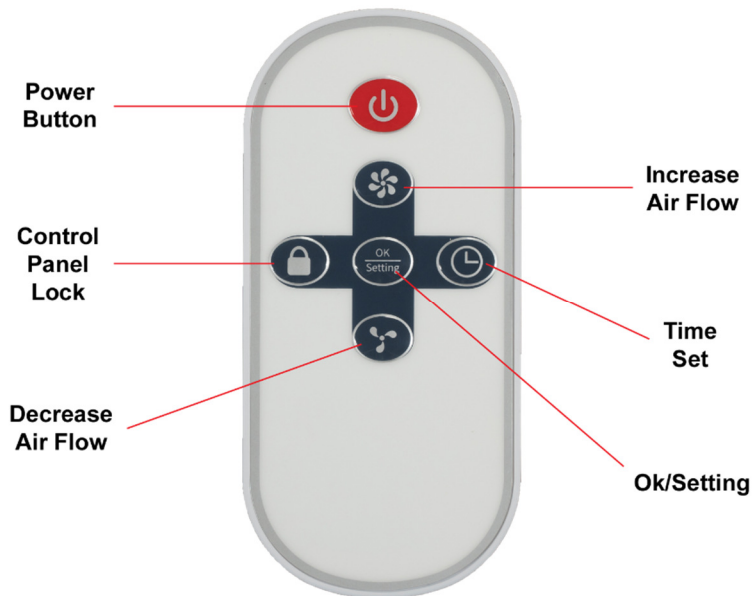 Power
Button
Increase
Air Flow
Control
Panel
Lock
OK
Setting
Time
Set
Decrease
Air Flow
Ok/Setting